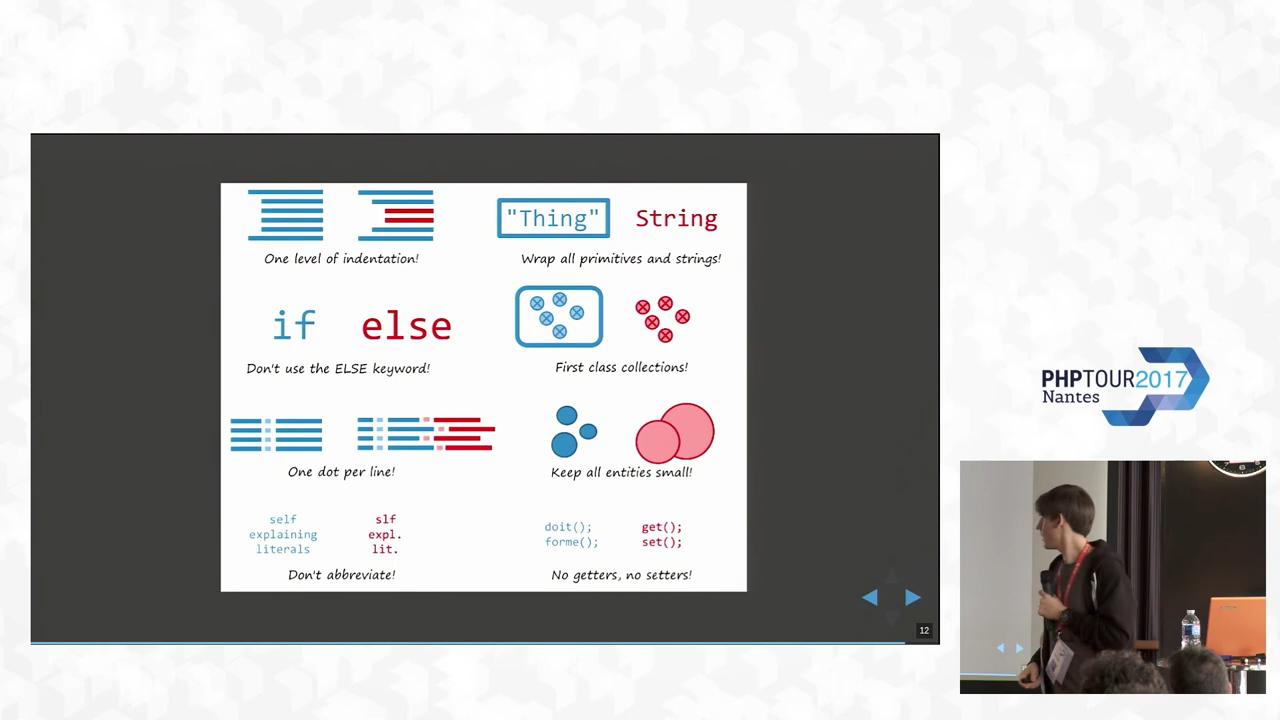 "Thing" String
One level of indentation!
Wrap all primitives and strings!
if else
Don't use the ELSE keyword!
First class collections!
One dot per line!
Keep all entities small!
self
explaining
literals
slf
expl.
lit.
doit();
forme();
get();
set();
Don't abbreviate!
No getters, no setters!
12
PHPTOUR2017
Nantes